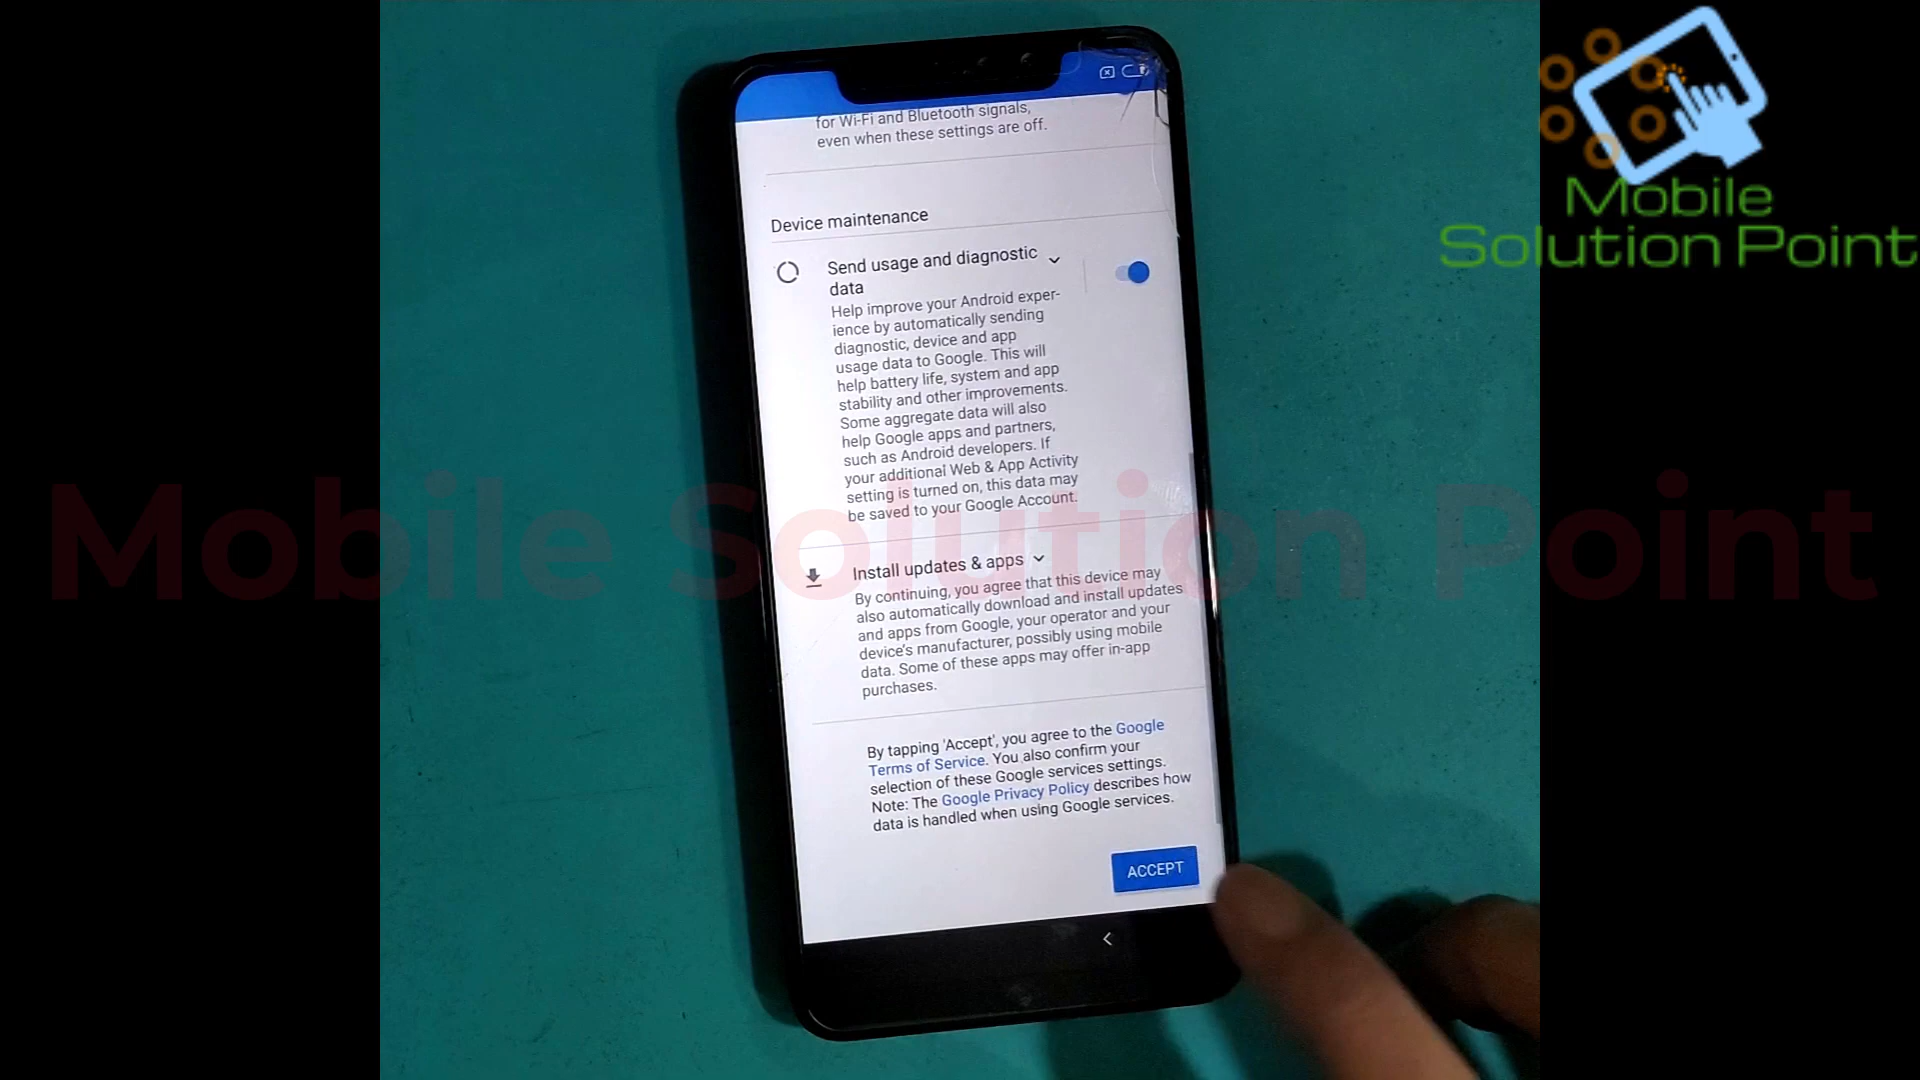 for Wi-Fi and Bluetooth signals,
even when these settings are off.
Device maintenance
Send usage and diagnostic
data
Help improve your Android exper-
ience by automatically sending
diagnostic, device and app
usage data to Google. This will
help battery life, system and app
stability and other improvements.
Some aggregate data will also
help Google apps and partners,
such as Android developers. If
your additional Web & App Activity
setting is turned on, this data may
be saved to your Google Account.
Install updates & apps
By continuing, you agree that this device may
also automatically download and install updates
and apps from Google, your operator and your
device's manufacturer, possibly using mobile
data. Some of these apps may offer in-app
purchases.
By tapping 'Accept', you agree to the Google
Terms of Service. You also confirm your
selection of these Google services settings.
Note: The Google Privacy Policy describes how
data is handled when using Google services.
ACCEPT
Mobile
Solution Point
Mobile Solution Point